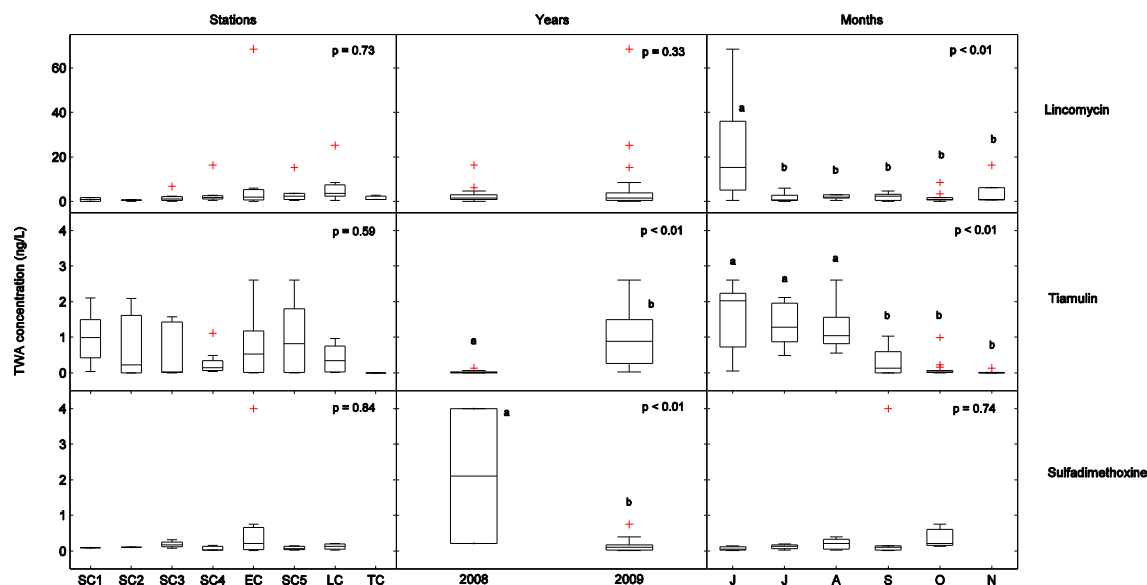 Stations Years Months
60 40 20 0 p = 0.73 p = 0.33 p < 0.01 a b b b b b Lincomycin
TWA concentration (ng/L)
4 3 2 1 0 p = 0.59 p < 0.01 a b p < 0.01 a a a b b b Tiamulin
4 3 2 1 0 p = 0.84 p < 0.01 a b p = 0.74 Sulfadimethoxine
SC1 SC2 SC3 SC4 EC SC5 LC TC 2008 2009 J J A S O N